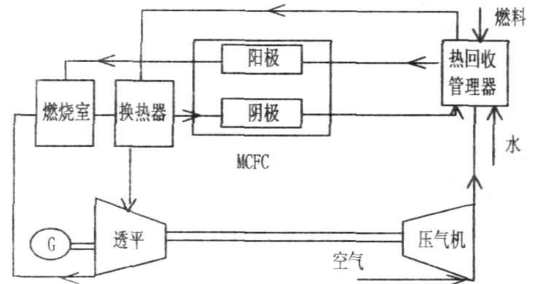 燃料
阳极
热回收
管理器
燃烧室
换热器
阴极
水
MCFC
G
透平
压气机
空气